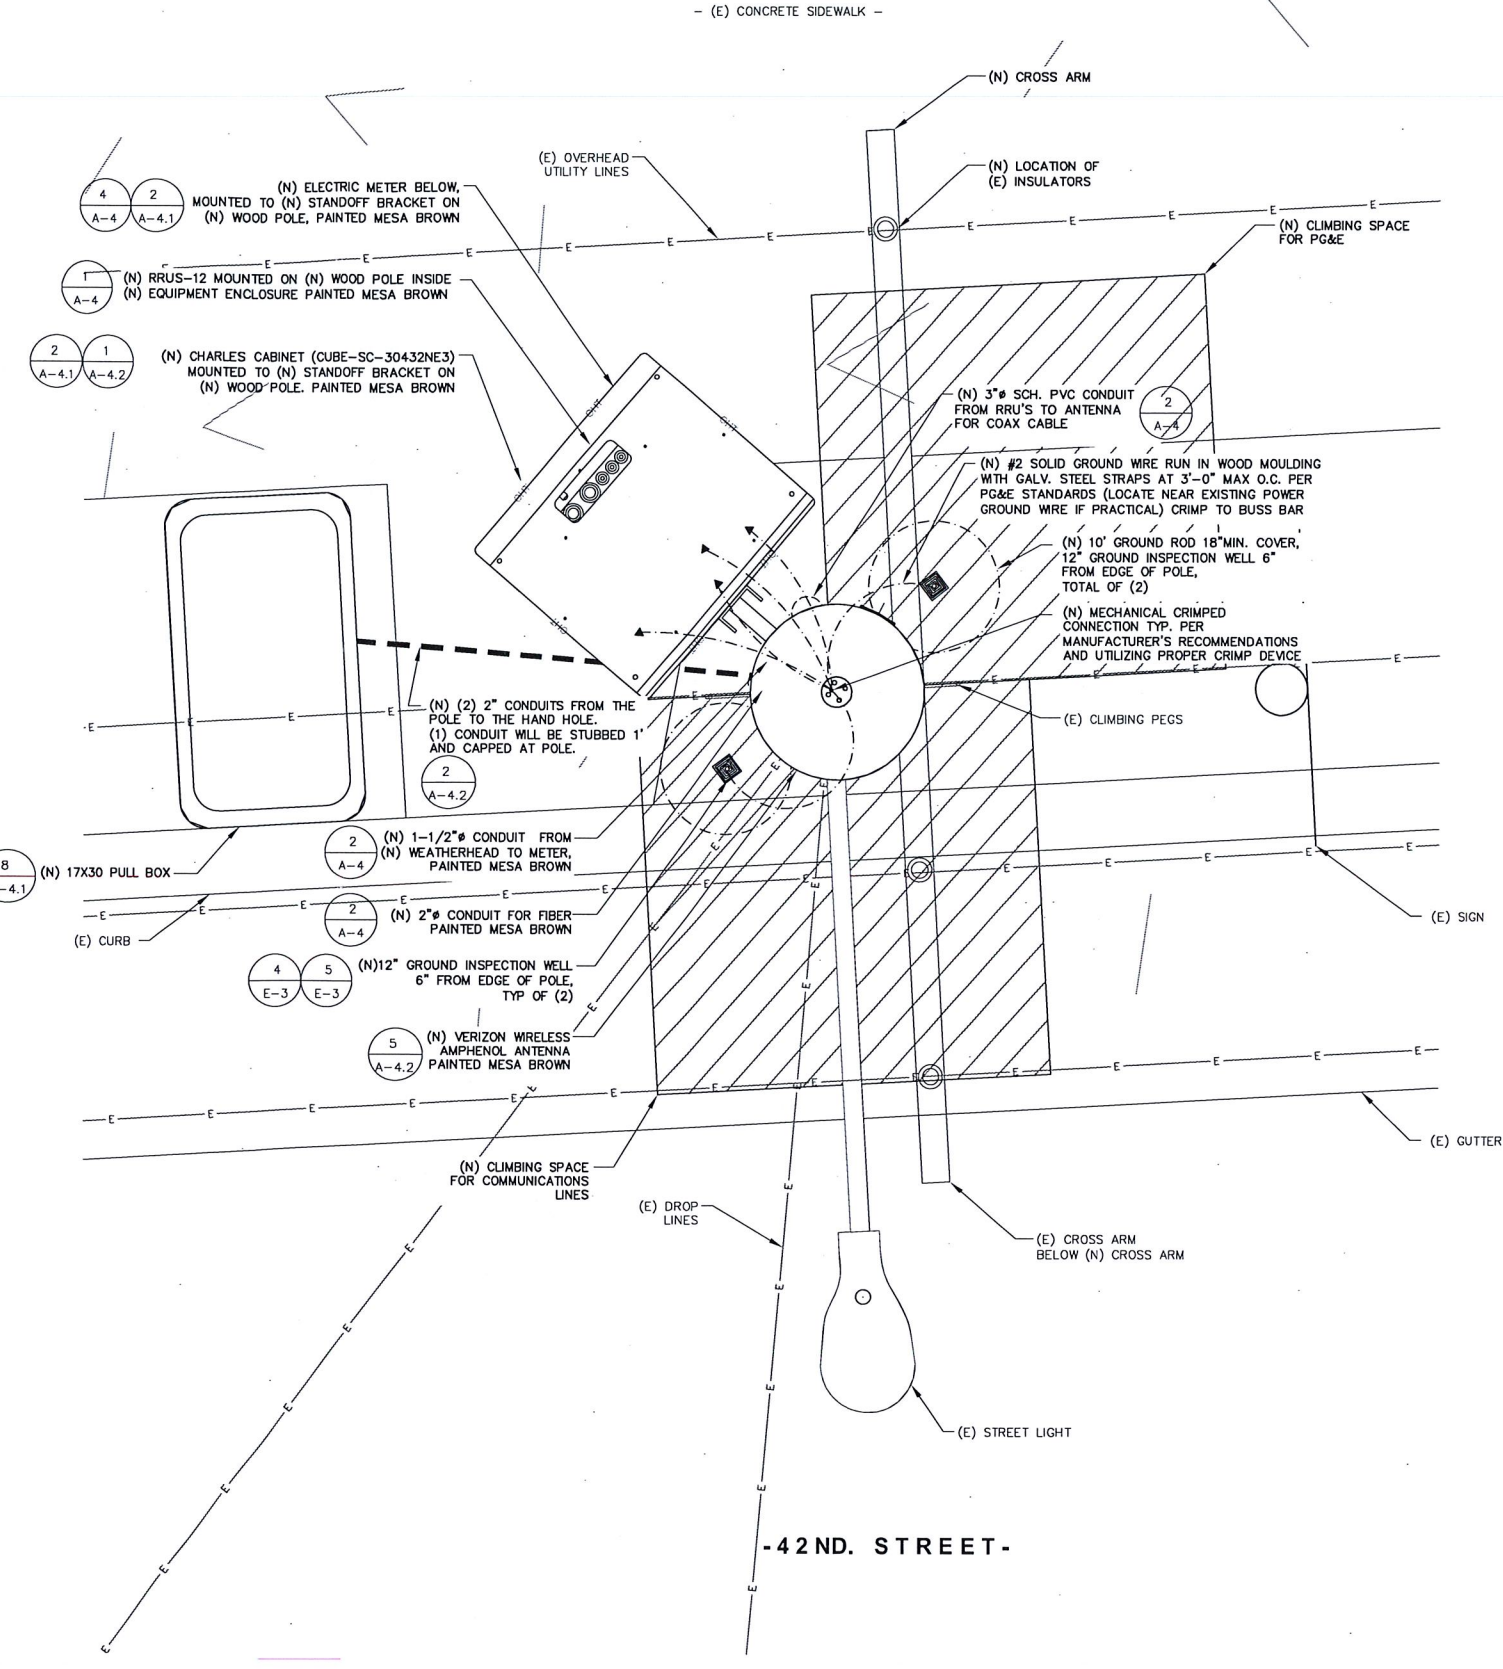 - (E) CONCRETE SIDEWALK -
(N) CROSS ARM
(E) OVERHEAD
UTILITY LINES
(N) LOCATION OF
(E) INSULATORS
4
A-4
2
A-4.1
(N) ELECTRIC METER BELOW,
MOUNTED TO (N) STANDOFF BRACKET ON
(N) WOOD POLE, PAINTED MESA BROWN
(N) CLIMBING SPACE
FOR PG&E
1
A-4
(N) RRUS-12 MOUNTED ON (N) WOOD POLE INSIDE
(N) EQUIPMENT ENCLOSURE PAINTED MESA BROWN
2
A-4.1
1
A-4.2
(N) CHARLES CABINET (CUBE-SC-30432NE3)
MOUNTED TO (N) STANDOFF BRACKET ON
(N) WOOD POLE. PAINTED MESA BROWN
(N) 3"ø SCH. PVC CONDUIT
FROM RRU'S TO ANTENNA
FOR COAX CABLE
2
A-4
(N) #2 SOLID GROUND WIRE RUN IN WOOD MOULDING
WITH GALV. STEEL STRAPS AT 3'-0" MAX O.C. PER
PG&E STANDARDS (LOCATE NEAR EXISTING POWER
GROUND WIRE IF PRACTICAL) CRIMP TO BUSS BAR
(N) 10' GROUND ROD 18"MIN. COVER,
12" GROUND INSPECTION WELL 6"
FROM EDGE OF POLE,
TOTAL OF (2)
(N) MECHANICAL CRIMPED
CONNECTION TYP. PER
MANUFACTURER'S RECOMMENDATIONS
AND UTILIZING PROPER CRIMP DEVICE
(N) (2) 2" CONDUITS FROM THE
POLE TO THE HAND HOLE.
(1) CONDUIT WILL BE STUBBED 1'
AND CAPPED AT POLE.
2
A-4.2
(E) CLIMBING PEGS
8
-4.1
(N) 17X30 PULL BOX
2
A-4
(N) 1-1/2"ø CONDUIT FROM
(N) WEATHERHEAD TO METER,
PAINTED MESA BROWN
2
A-4
(N) 2"ø CONDUIT FOR FIBER
PAINTED MESA BROWN
(E) CURB
(E) SIGN
4
E-3
5
E-3
(N)12" GROUND INSPECTION WELL
6" FROM EDGE OF POLE,
TYP OF (2)
5
A-4.2
(N) VERIZON WIRELESS
AMPHENOL ANTENNA
PAINTED MESA BROWN
(E) GUTTER
(N) CLIMBING SPACE
FOR COMMUNICATIONS
LINES
(E) DROP
LINES
(E) CROSS ARM
BELOW (N) CROSS ARM
(E) STREET LIGHT
-42ND. STREET-